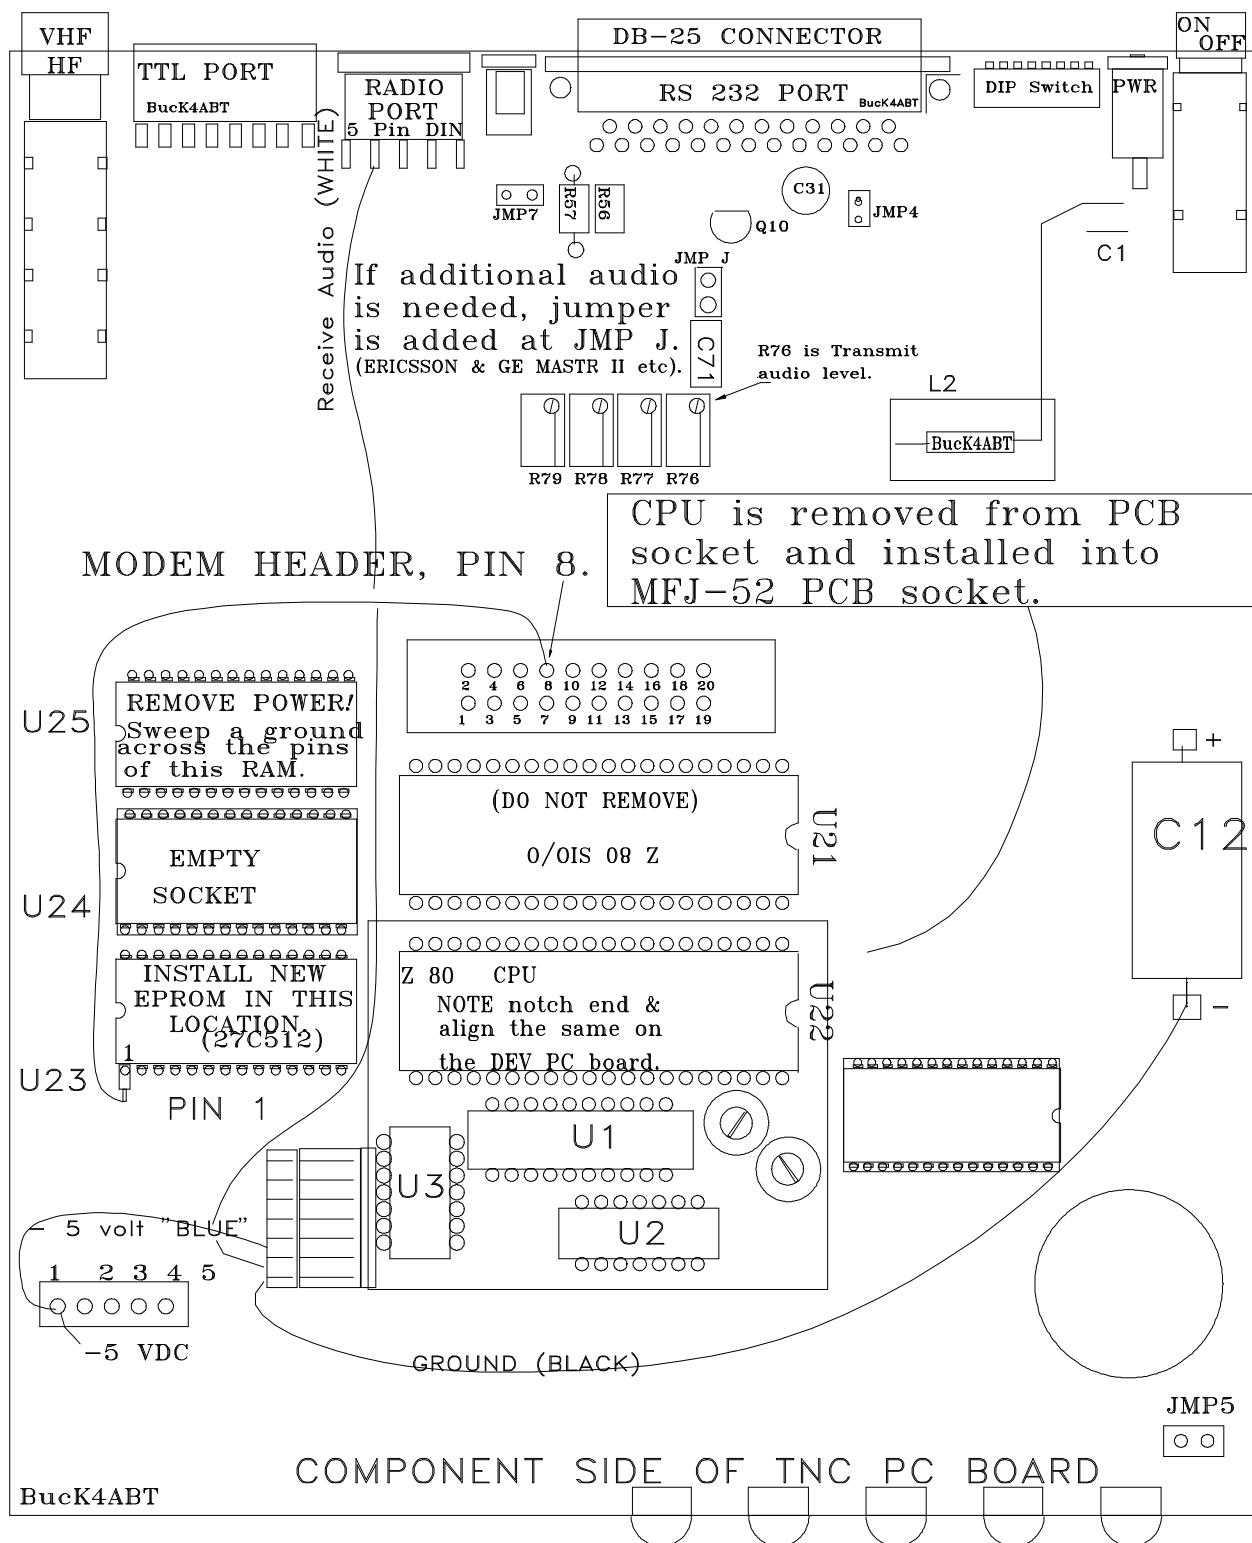 VHF
HF
TTL PORT
BucK4ABT
RADIO
PORT
5 Pin DIN
DB-25 CONNECTOR
RS 232 PORT
BucK4ABT
DIP Switch
PWR
ON
OFF
Receive Audio (WHITE)
JMP7
R57
R56
C31
JMP4
Q10
C1
JMP J
If additional audio
is needed, jumper
is added at JMP J.
(ERICSSON & GE MASTR II etc).
C71
R76 is Transmit
audio level.
L2
BucK4ABT
R79
R78
R77
R76
CPU is removed from PCB
socket and installed into
MFJ-52 PCB socket.
MODEM HEADER, PIN 8.
2 4 6 8 10 12 14 16 18 20
1 3 5 7 9 11 13 15 17 19
U25
REMOVE POWER!
Sweep a ground
across the pins
of this RAM.
(DO NOT REMOVE)
Z 80 SIO/0
U21
+
C12
-
U24
EMPTY
SOCKET
U23
INSTALL NEW
EPROM IN THIS
LOCATION.
(27C512)
1
PIN 1
Z 80 CPU
NOTE notch end &
align the same on
the DEV PC board.
U22
U1
U3
U2
- 5 volt "BLUE"
1 2 3 4 5
-5 VDC
GROUND (BLACK)
JMP5
COMPONENT SIDE OF TNC PC BOARD
BucK4ABT